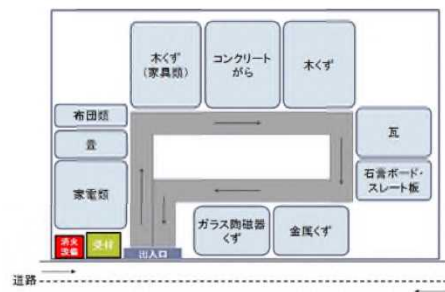 木くず
(家具類)
コンクリート
がら
木くず
布団類
畳
家電類
瓦
石膏ボード・
スレート板
ガラス陶磁器
くず
金属くず
消火
設備
受付
出入口
道路